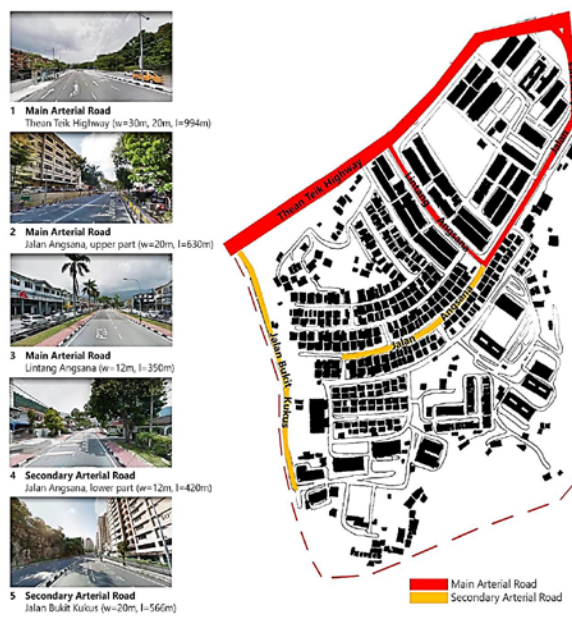 1 Main Arterial Road
Thean Teik Highway (w=30m, 20m, l=994m)
2 Main Arterial Road
Jalan Angsana, upper part (w=20m, l=630m)
3 Main Arterial Road
Lintang Angsana (w=12m, l=350m)
4 Secondary Arterial Road
Jalan Angsana, lower part (w=12m, l=420m)
5 Secondary Arterial Road
Jalan Bukit Kukus (w=20m, l=566m)
Thean Teik Highway
Lintang
Angsana
Jalan
Jalan
Angsana
Jalan Bukit
Kukus
Main Arterial Road
Secondary Arterial Road